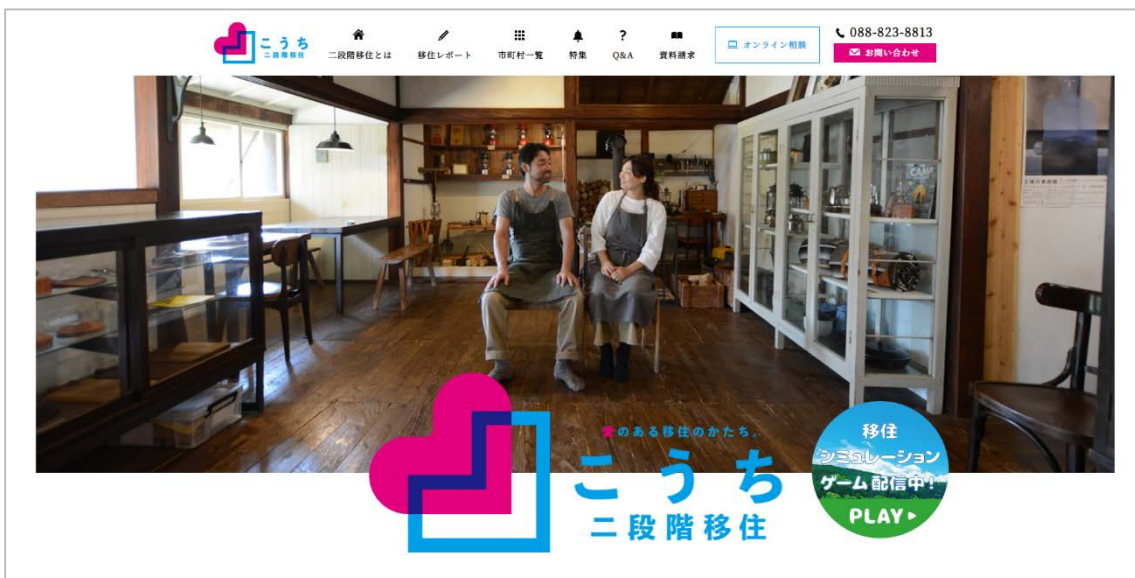 こうち
二段階移住
二段階移住とは
移住レポート
市町村一覧
特集
?
Q&A
資料請求
オンライン相談
088-823-8813
お問い合わせ
愛のある移住のかたち。
こうち
二段階移住
移住
シミュレーション
ゲーム配信中!
PLAY